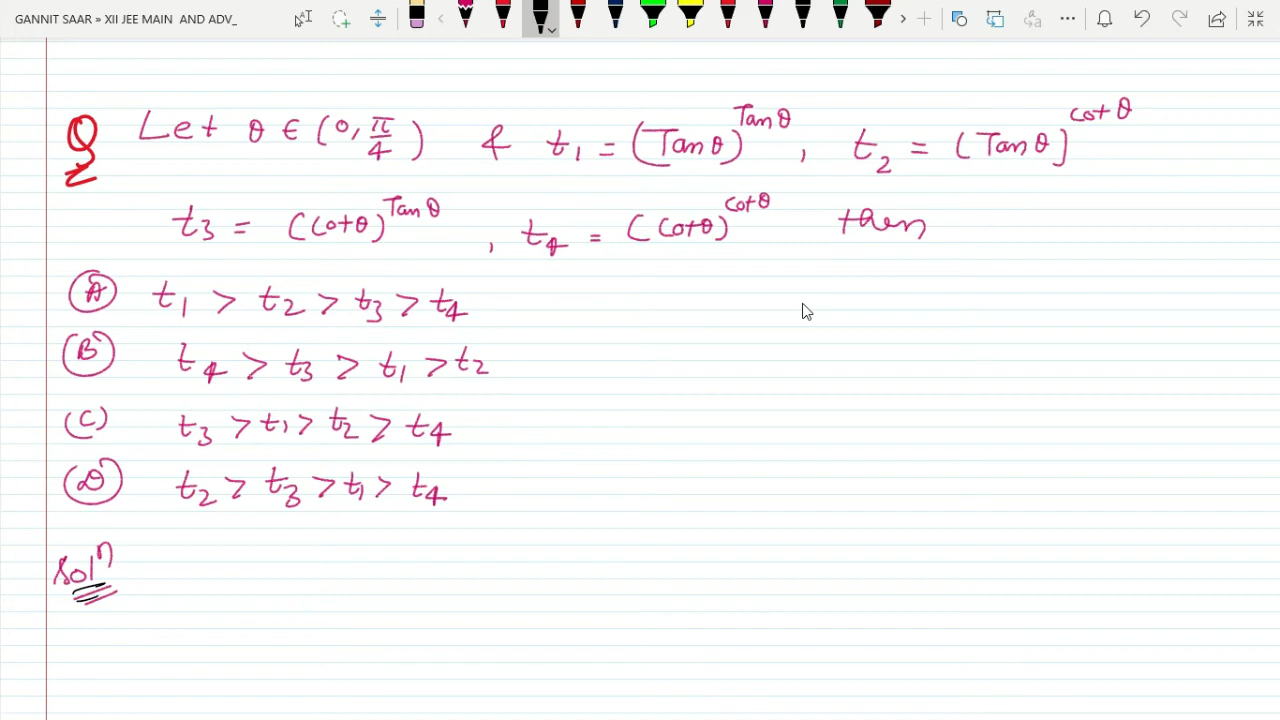 GANNIT SAAR » XII JEE MAIN AND ADV_
Q Let θ ∈ (0, π/4) & t₁ = (Tanθ)^Tanθ, t₂ = (Tanθ)^cotθ
t₃ = (cotθ)^Tanθ, t₄ = (cotθ)^cotθ then
(A) t₁ > t₂ > t₃ > t₄
(B) t₄ > t₃ > t₁ > t₂
(C) t₃ > t₁ > t₂ > t₄
(D) t₂ > t₃ > t₁ > t₄
Solⁿ